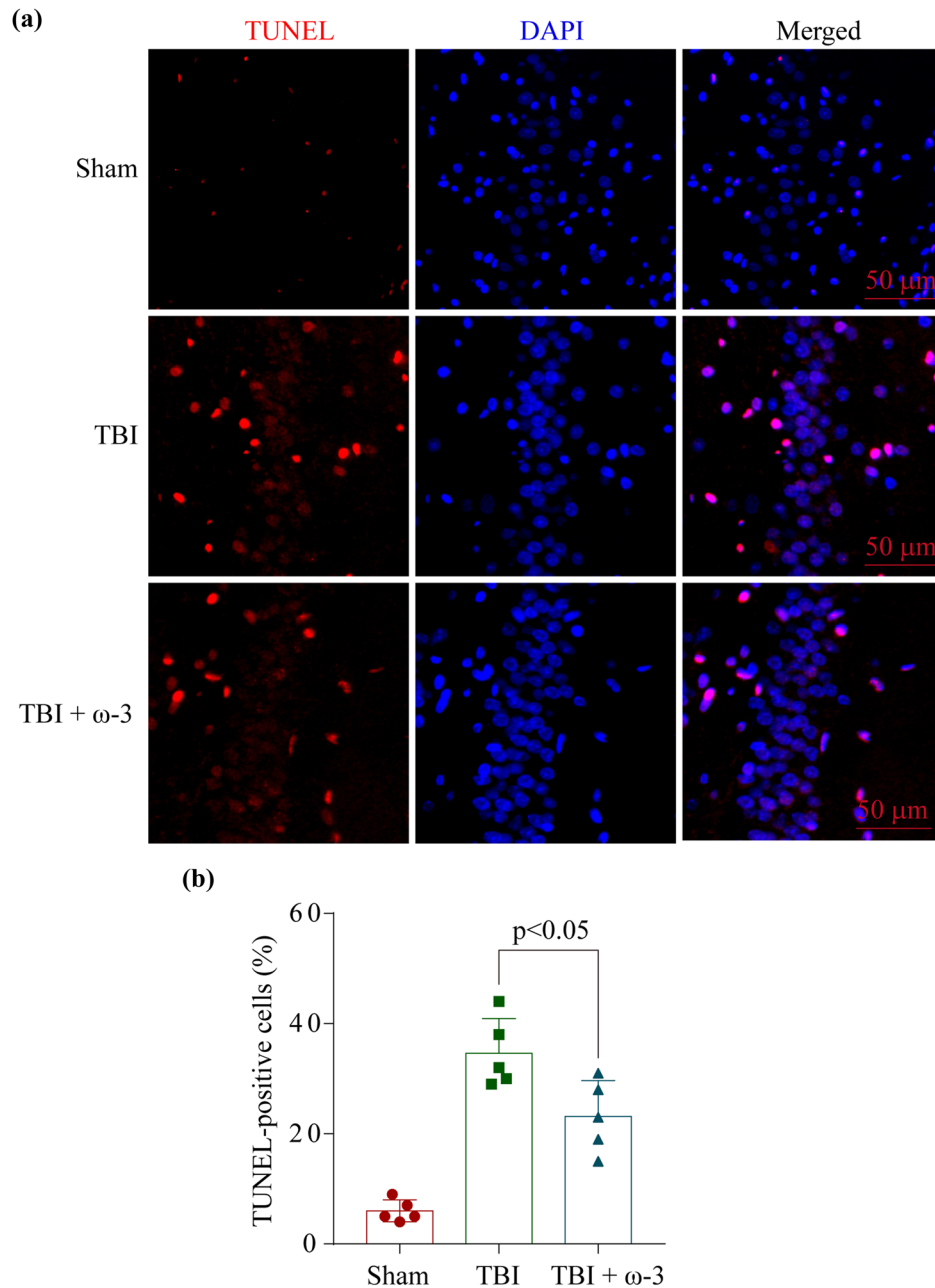 (a)
TUNEL DAPI Merged
Sham
50 μm
TBI
50 μm
TBI + ω-3
50 μm
(b)
TUNEL-positive cells (%)
60
40
20
0
p<0.05
Sham TBI TBI + ω-3